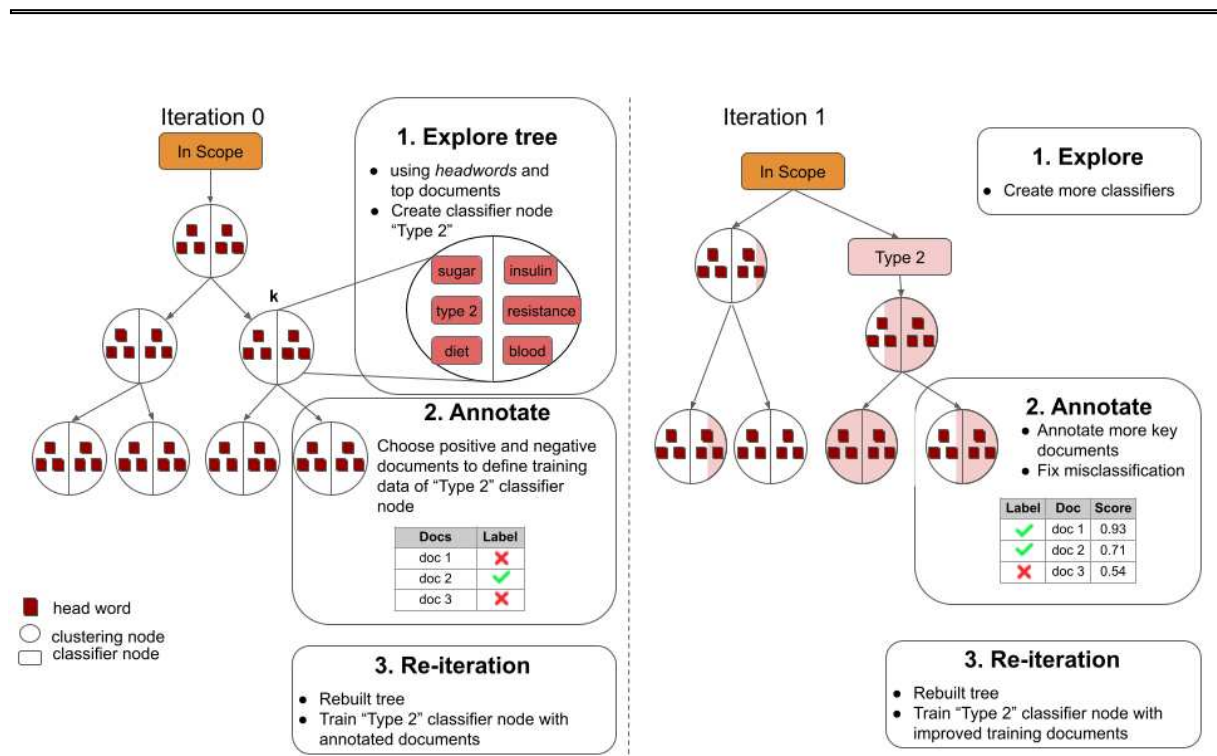 Iteration 0
In Scope
k
1. Explore tree
● using headwords and
top documents
● Create classifier node
“Type 2”
sugar
insulin
type 2
resistance
diet
blood
2. Annotate
Choose positive and negative
documents to define training
data of “Type 2” classifier
node
Docs Label
doc 1 ❌
doc 2 ✓
doc 3 ❌
head word
clustering node
classifier node
3. Re-iteration
● Rebuilt tree
● Train “Type 2” classifier node with
annotated documents
Iteration 1
In Scope
Type 2
1. Explore
● Create more classifiers
2. Annotate
● Annotate more key
documents
● Fix misclassification
Label Doc Score
✓ doc 1 0.93
✓ doc 2 0.71
❌ doc 3 0.54
3. Re-iteration
● Rebuilt tree
● Train “Type 2” classifier node with
improved training documents